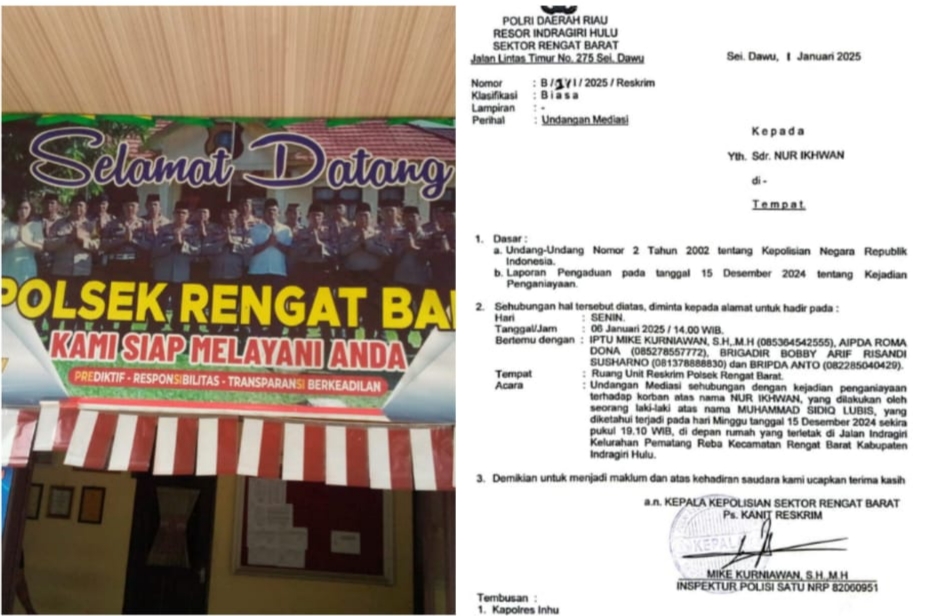 Selamat Datang
POLSEK RENGAT BA
KAMI SIAP MELAYANI ANDA
PREDIKTIF - RESPONSIBILITAS - TRANSPARANSI BERKEADILAN
POLRI DAERAH RIAU
RESOR INDRAGIRI HULU
SEKTOR RENGAT BARAT
Jalan Lintas Timur No. 275 Sei. Dawu
Sei. Dawu, 1 Januari 2025
Nomor : B / / I / 2025 / Reskrim
Klasifikasi : B i a s a
Lampiran : -
Perihal : Undangan Mediasi
K e p a d a
Yth. Sdr. NUR IKHWAN
di -
T e m p a t
1. Dasar :
a. Undang-Undang Nomor 2 Tahun 2002 tentang Kepolisian Negara Republik
Indonesia.
b. Laporan Pengaduan pada tanggal 15 Desember 2024 tentang Kejadian
Penganiayaan.
2. Sehubungan hal tersebut diatas, diminta kepada alamat untuk hadir pada :
Hari : SENIN.
Tanggal/Jam : 06 Januari 2025 / 14.00 WIB.
Bertemu dengan : IPTU MIKE KURNIAWAN, S.H,.M.H (085364542555), AIPDA ROMA
DONA (085278557772), BRIGADIR BOBBY ARIF RISANDI
SUSHARNO (081378888830) dan BRIPDA ANTO (082285040429).
Tempat : Ruang Unit Reskrim Polsek Rengat Barat.
Acara : Undangan Mediasi sehubungan dengan kejadian penganiayaan
terhadap korban atas nama NUR IKHWAN, yang dilakukan oleh
seorang laki-laki atas nama MUHAMMAD SIDIQ LUBIS, yang
diketahui terjadi pada hari Minggu tanggal 15 Desember 2024 sekira
pukul 19.10 WIB, di depan rumah yang terletak di Jalan Indragiri
Kelurahan Pematang Reba Kecamatan Rengat Barat Kabupaten
Indragiri Hulu.
3. Demikian untuk menjadi maklum dan atas kehadiran saudara kami ucapkan terima kasih
a.n. KEPALA KEPOLISIAN SEKTOR RENGAT BARAT
Ps. KANIT RESKRIM
KEPALA
MIKE KURNIAWAN, S.H,.M.H
INSPEKTUR POLISI SATU NRP 82060951
Tembusan :
1. Kapolres Inhu